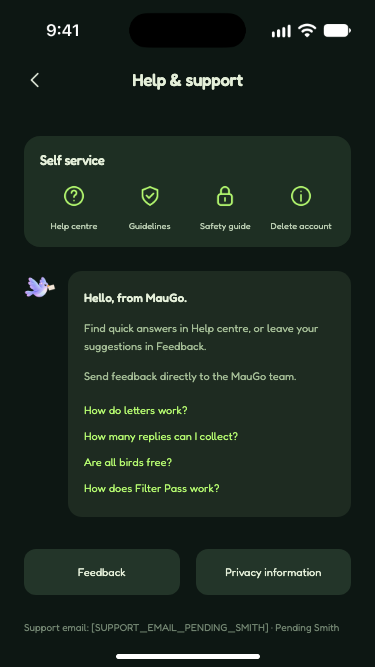 9:41
Help & support
Self service
Help centre
Guidelines
Safety guide
Delete account
Hello, from MauGo.
Find quick answers in Help centre, or leave your
suggestions in Feedback.
Send feedback directly to the MauGo team.
How do letters work?
How many replies can I collect?
Are all birds free?
How does Filter Pass work?
Feedback
Privacy information
Support email: [SUPPORT_EMAIL_PENDING_SMITH] · Pending Smith